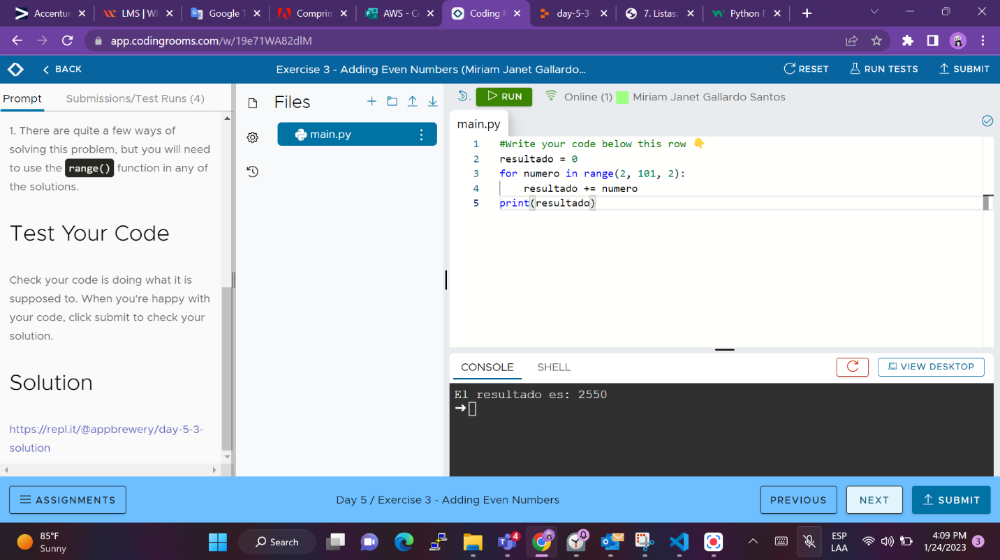 Accentur
LMS | Wh
Google T
Comprim
AWS - Ce
Coding R
day-5-3-
7. Listas:
Python F
app.codingrooms.com/w/19e71WA82dlM
BACK
Exercise 3 - Adding Even Numbers (Miriam Janet Gallardo...
RESET
RUN TESTS
SUBMIT
Prompt
Submissions/Test Runs (4)
1. There are quite a few ways of
solving this problem, but you will need
to use the range() function in any of
the solutions.
Test Your Code
Check your code is doing what it is
supposed to. When you're happy with
your code, click submit to check your
solution.
Solution
https://repl.it/@appbrewery/day-5-3-
solution
Files
main.py
RUN
Online (1)
Miriam Janet Gallardo Santos
main.py
1 #Write your code below this row 👇
2 resultado = 0
3 for numero in range(2, 101, 2):
4     resultado += numero
5 print(resultado)
CONSOLE
SHELL
VIEW DESKTOP
El resultado es: 2550
ASSIGNMENTS
Day 5 / Exercise 3 - Adding Even Numbers
PREVIOUS
NEXT
SUBMIT
85°F
Sunny
Search
4
ESP
LAA
4:09 PM
1/24/2023
3